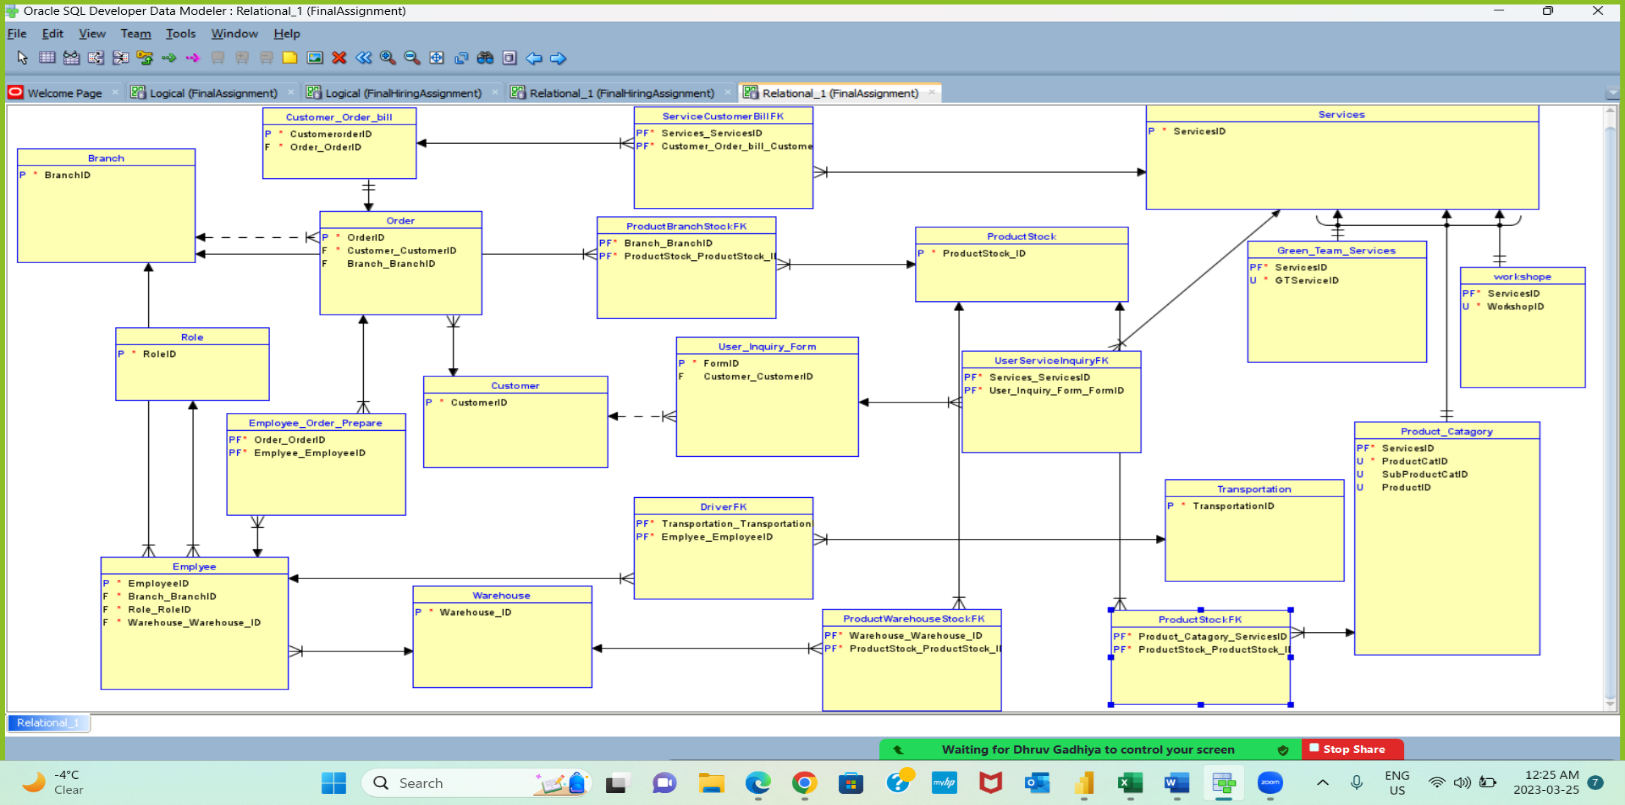 Oracle SQL Developer Data Modeler : Relational_1 (FinalAssignment)
File Edit View Team Tools Window Help
Welcome Page
Logical (FinalAssignment)
Logical (FinalHiringAssignment)
Relational_1 (FinalHiringAssignment)
Relational_1 (FinalAssignment)
Branch
P * BranchID
Customer_Order_bill
P * CustomerorderID
F * Order_OrderID
ServiceCustomerBillFK
PF* Services_ServicesID
PF* Customer_Order_bill_Custome
Services
P * ServicesID
Order
P * OrderID
F * Customer_CustomerID
F Branch_BranchID
ProductBranchStockFK
PF* Branch_BranchID
PF* ProductStock_ProductStock_I
ProductStock
P * ProductStock_ID
Green_Team_Services
PF* ServicesID
U * GTServiceID
workshope
PF* ServicesID
U * WorkshopID
Role
P * RoleID
User_Inquiry_Form
P * FormID
F Customer_CustomerID
UserServiceInquiryFK
PF* Services_ServicesID
PF* User_Inquiry_Form_FormID
Customer
P * CustomerID
Employee_Order_Prepare
PF* Order_OrderID
PF* Emplyee_EmployeeID
Product_Catagory
PF* ServicesID
U * ProductCatID
U SubProductCatID
U ProductID
DriverFK
PF* Transportation_Transportation
PF* Emplyee_EmployeeID
Transportation
P * TransportationID
Emplyee
P * EmployeeID
F * Branch_BranchID
F * Role_RoleID
F * Warehouse_Warehouse_ID
Warehouse
P * Warehouse_ID
ProductWarehouseStockFK
PF* Warehouse_Warehouse_ID
PF* ProductStock_ProductStock_I
ProductStockFK
PF* Product_Catagory_ServicesID
PF* ProductStock_ProductStock_I
Relational_1
Waiting for Dhruv Gadhiya to control your screen
Stop Share
-4°C
Clear
Search
myhp
zoom
ENG
US
12:25 AM
2023-03-25
7